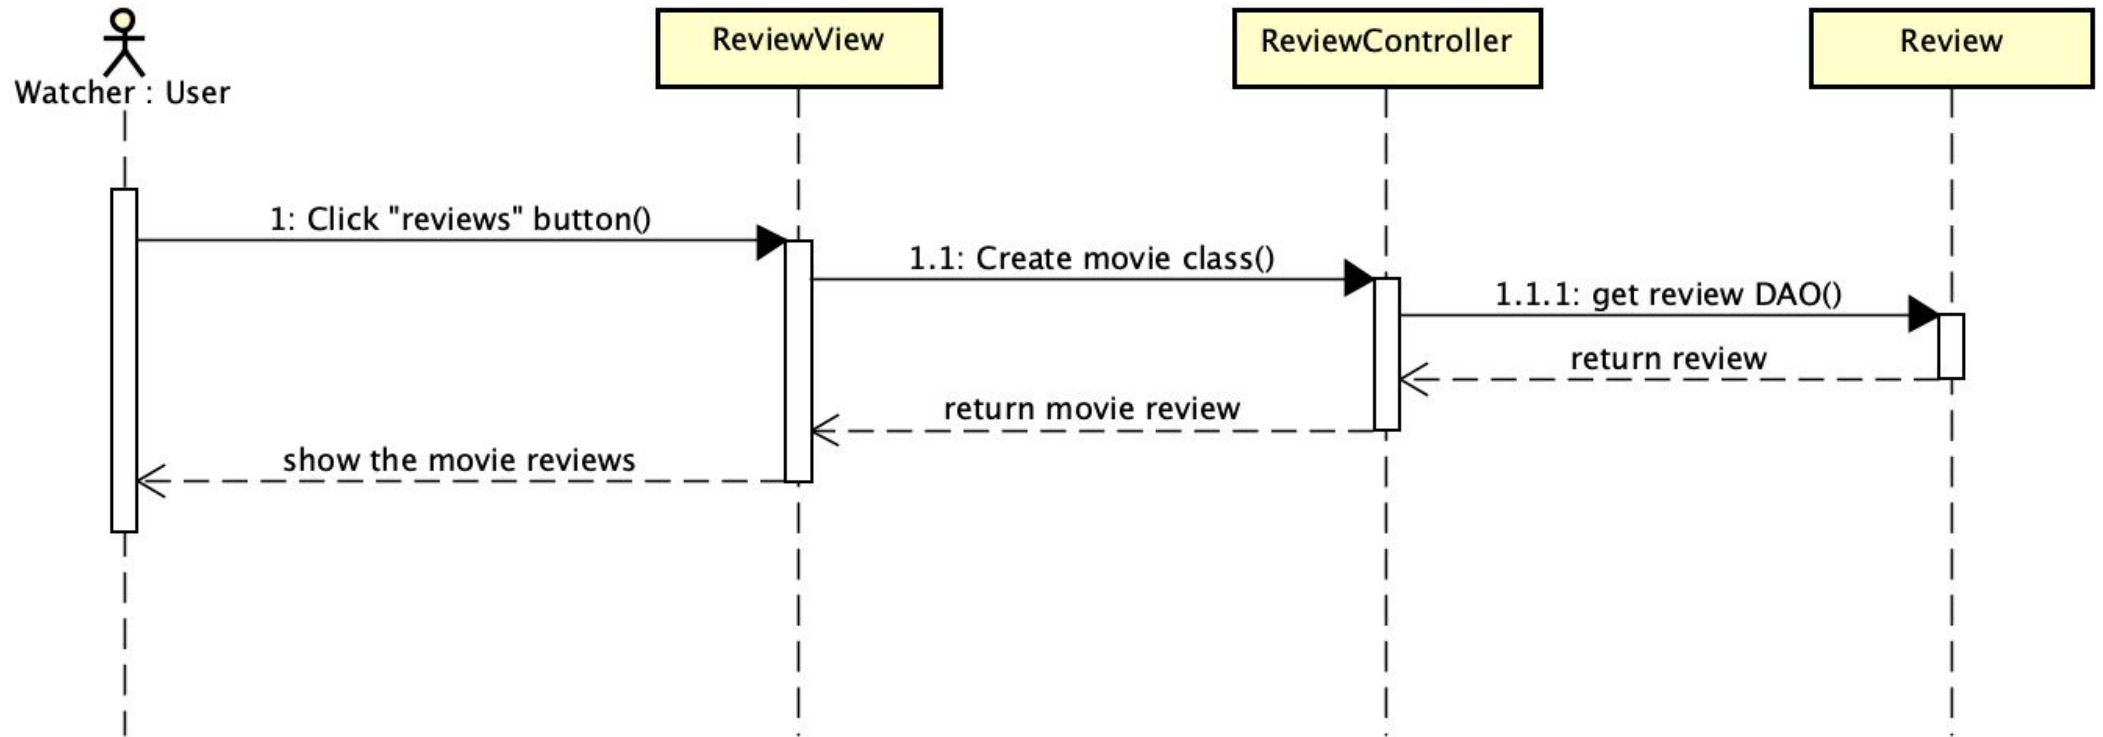 ReviewView
ReviewController
Review
Watcher : User
1: Click "reviews" button()
1.1: Create movie class()
1.1.1: get review DAO()
return review
return movie review
show the movie reviews